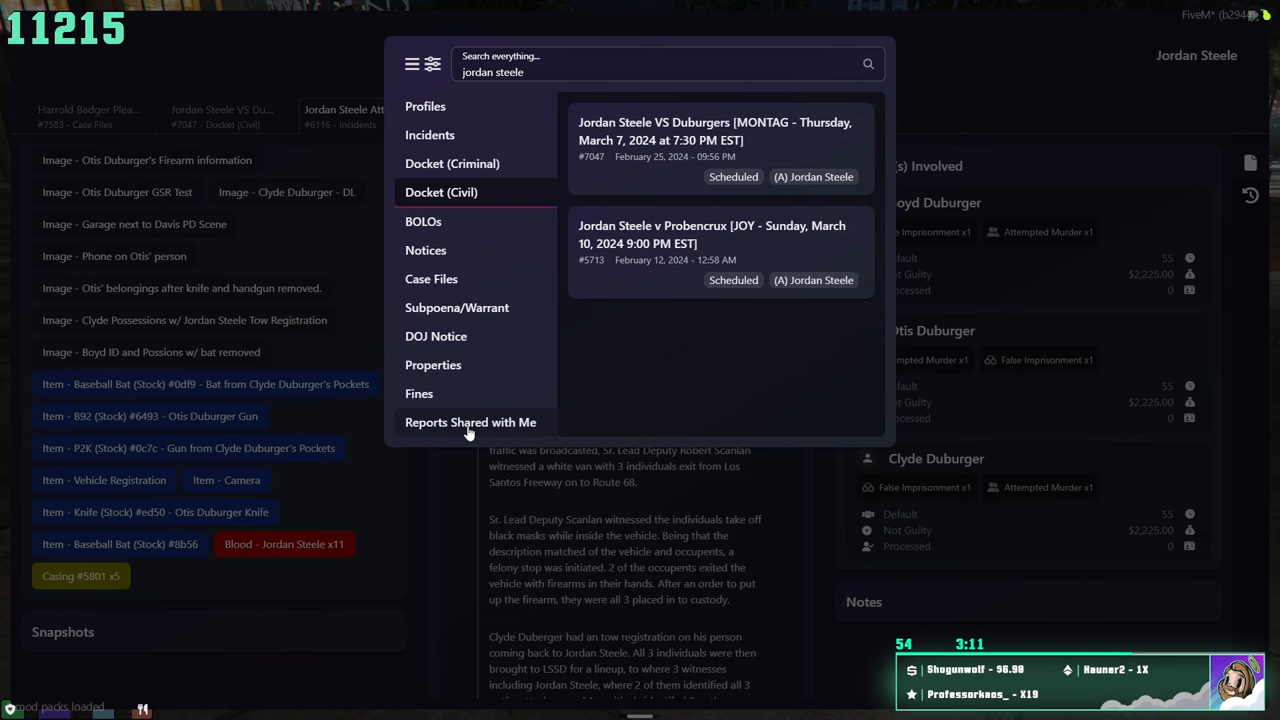 11215
FiveM* (b294
Jordan Steele
Search everything...
jordan steele
Harrold Badger Plea...
#7583 - Case Files
Jordan Steele VS Du...
#7047 - Docket (Civil)
Jordan Steele Att
#6116 - Incidents
Image - Otis Duburger's Firearm information
Image - Otis Duburger GSR Test
Image - Clyde Duburger - DL
Image - Garage next to Davis PD Scene
Image - Phone on Otis' person
Image - Otis' belongings after knife and handgun removed.
Image - Clyde Possessions w/ Jordan Steele Tow Registration
Image - Boyd ID and Possions w/ bat removed
Item - Baseball Bat (Stock) #0df9 - Bat from Clyde Duburger's Pockets
Item - B92 (Stock) #6493 - Otis Duburger Gun
Item - P2K (Stock) #0c7c - Gun from Clyde Duburger's Pockets
Item - Vehicle Registration
Item - Camera
Item - Knife (Stock) #ed50 - Otis Duburger Knife
Item - Baseball Bat (Stock) #8b56
Blood - Jordan Steele x11
Casing #5801 x5
Snapshots
mod packs loaded
Profiles
Incidents
Docket (Criminal)
Docket (Civil)
BOLOs
Notices
Case Files
Subpoena/Warrant
DOJ Notice
Properties
Fines
Reports Shared with Me
Jordan Steele VS Duburgers [MONTAG - Thursday,
March 7, 2024 at 7:30 PM EST]
#7047 February 25, 2024 - 09:56 PM
Scheduled (A) Jordan Steele
Jordan Steele v Probencrux [JOY - Sunday, March
10, 2024 9:00 PM EST]
#5713 February 12, 2024 - 12:58 AM
Scheduled (A) Jordan Steele
traffic was broadcasted, Sr. Lead Deputy Robert Scanlan
witnessed a white van with 3 individuals exit from Los
Santos Freeway on to Route 68.
Sr. Lead Deputy Scanlan witnessed the individuals take off
black masks while inside the vehicle. Being that the
description matched of the vehicle and occupents, a
felony stop was initiated. 2 of the occupents exited the
vehicle with firearms in their hands. After an order to put
up the firearm, they were all 3 placed in to custody.
Clyde Duberger had an tow registration on his person
coming back to Jordan Steele. All 3 individuals were then
brought to LSSD for a lineup, to where 3 witnesses
including Jordan Steele, where 2 of them identified all 3
(s) Involved
Boyd Duburger
risonment x1
Attempted Murder x1
efault 55
ot Guilty $2,225.00
rocessed 0
Otis Duburger
empted Murder x1
False Imprisonment x1
efault 55
ot Guilty $2,225.00
rocessed 0
Clyde Duburger
False Imprisonment x1
Attempted Murder x1
Default 55
Not Guilty $2,225.00
Processed 0
Notes
54 3:11
Shogunwolf - $6.90
Hauner2 - 1X
Professorkaos_ - X19